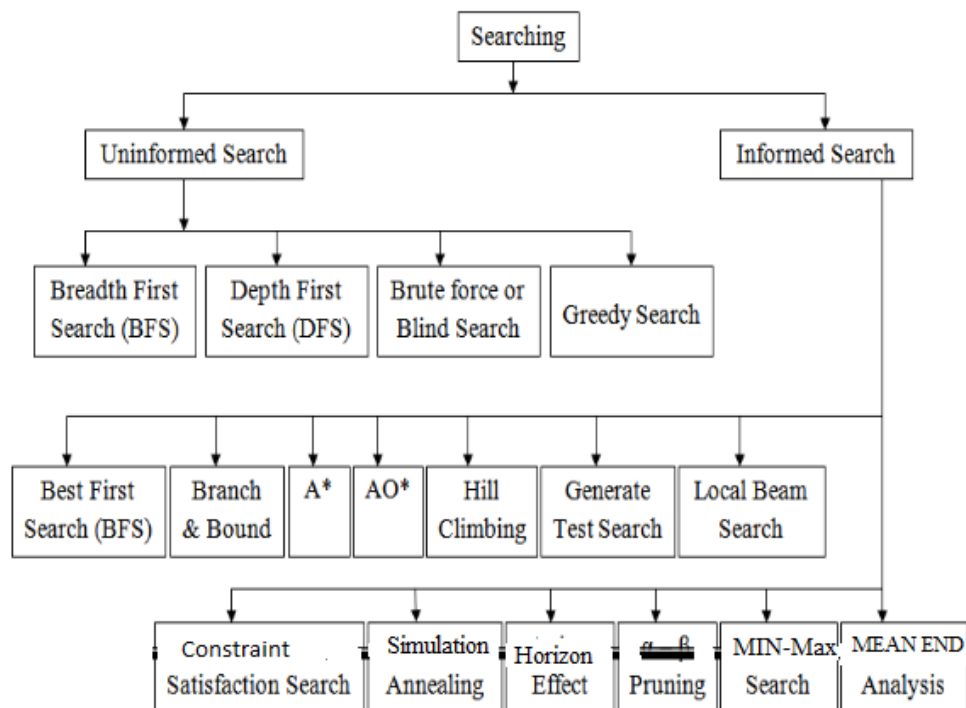 Searching
Uninformed Search
Informed Search
Breadth First
Search (BFS)
Depth First
Search (DFS)
Brute force or
Blind Search
Greedy Search
Best First
Search (BFS)
Branch
& Bound
A*
AO*
Hill
Climbing
Generate
Test Search
Local Beam
Search
Constraint
Satisfaction Search
Simulation
Annealing
Horizon
Effect
α – β
Pruning
MIN-Max
Search
MEAN END
Analysis